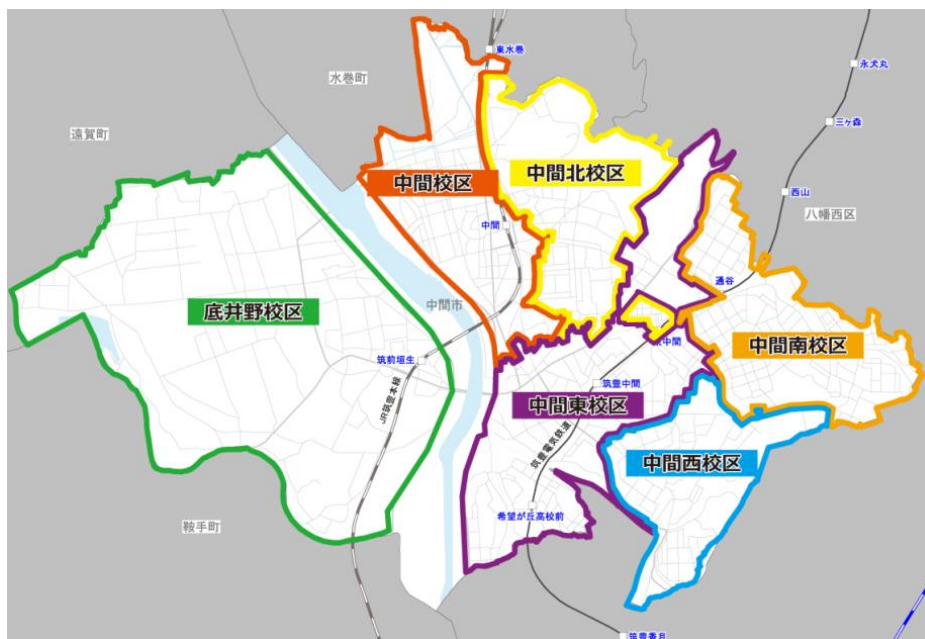 東水巻
永犬丸
水巻町
三ヶ森
遠賀町
中間校区
中間北校区
西山
八幡西区
中間
通谷
中間市
底井野校区
東中間
中間南校区
筑前垣生
筑豊中間
JR筑豊本線
中間東校区
筑豊電気鉄道
中間西校区
希望が丘高校前
鞍手町
筑豊香月